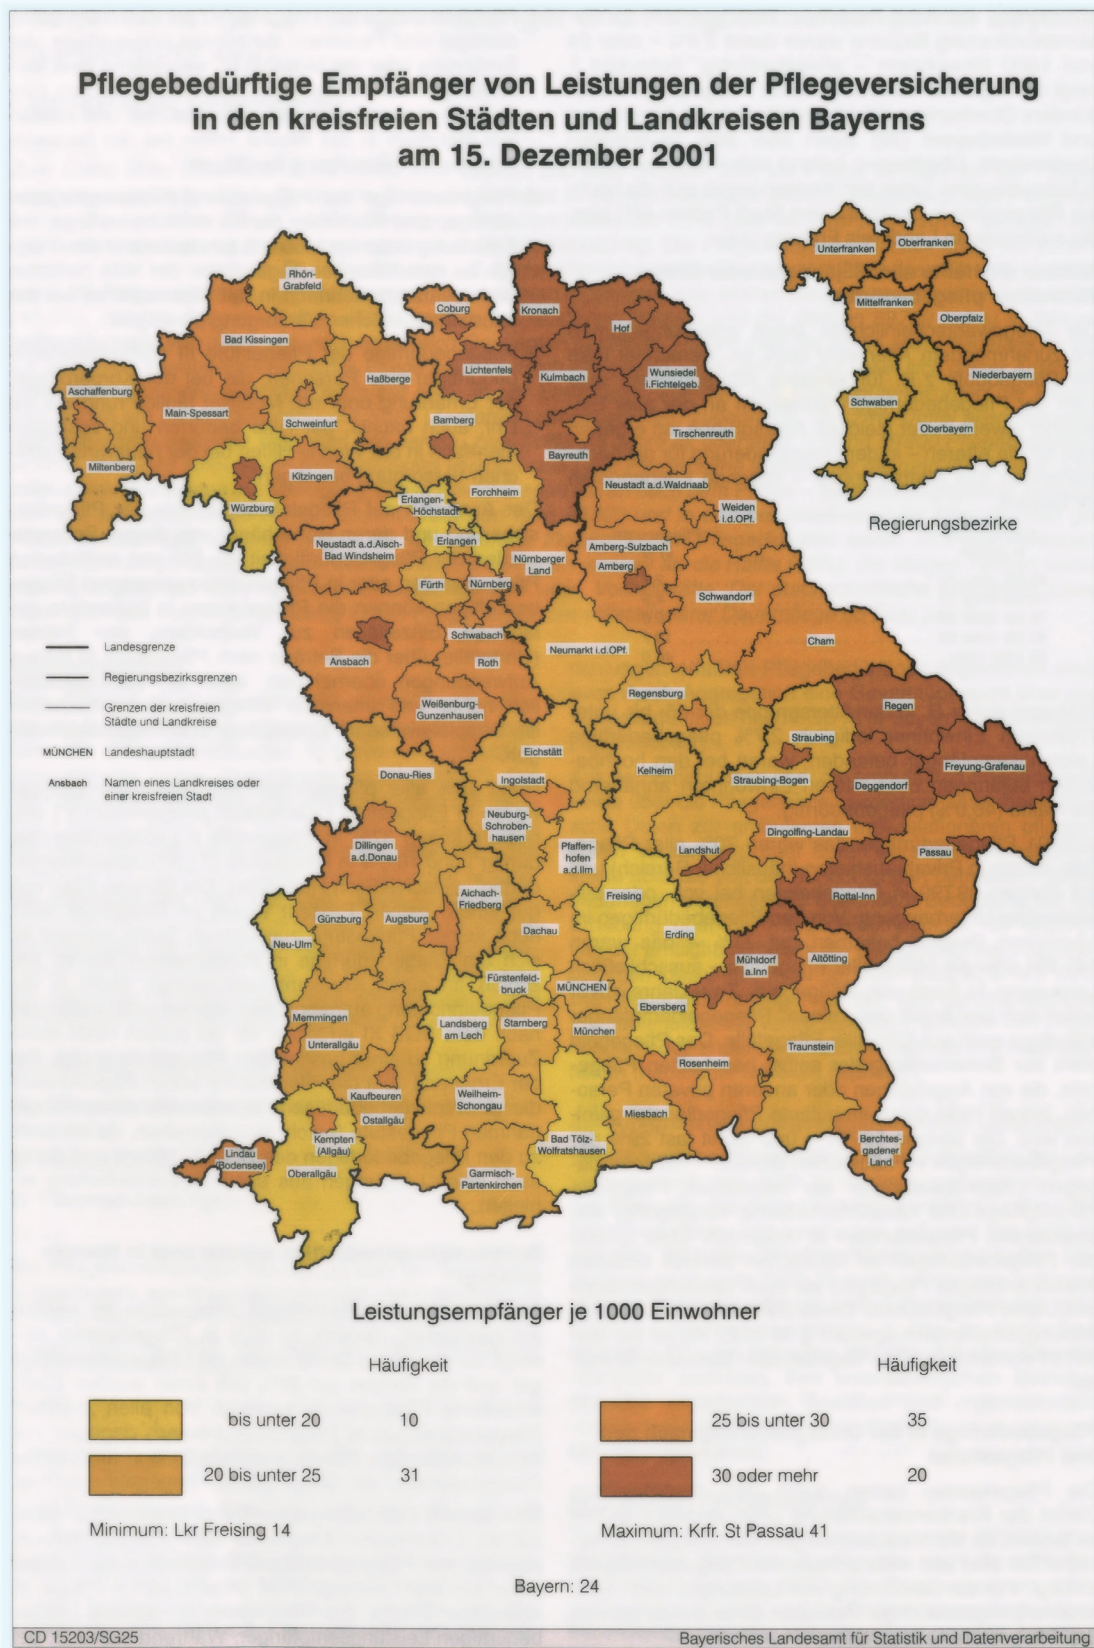 Pflegebedürftige Empfänger von Leistungen der Pflegeversicherung
in den kreisfreien Städten und Landkreisen Bayerns
am 15. Dezember 2001
Unterfranken
Oberfranken
Mittelfranken
Oberpfalz
Niederbayern
Schwaben
Oberbayern
Regierungsbezirke
Rhön-
Grabfeld
Coburg
Kronach
Hof
Bad Kissingen
Lichtenfels
Kulmbach
Wunsiedel
i.Fichtelgeb.
Haßberge
Aschaffenburg
Main-Spessart
Schweinfurt
Bamberg
Tirschenreuth
Bayreuth
Miltenberg
Kitzingen
Neustadt a.d.Waldnaab
Forchheim
Würzburg
Erlangen-
Höchstadt
Weiden
i.d.OPf.
Erlangen
Neustadt a.d.Aisch-
Bad Windsheim
Nürnberger
Land
Amberg-Sulzbach
Amberg
Fürth
Nürnberg
Schwandorf
Schwabach
Cham
Neumarkt i.d.OPf.
Ansbach
Roth
Regensburg
Regen
Weißenburg-
Gunzenhausen
Straubing
Eichstätt
Freyung-Grafenau
Kelheim
Donau-Ries
Ingolstadt
Straubing-Bogen
Deggendorf
Neuburg-
Schroben-
hausen
Dingolfing-Landau
Dillingen
a.d.Donau
Pfaffen-
hofen
a.d.Ilm
Landshut
Passau
Aichach-
Friedberg
Freising
Rottal-Inn
Günzburg
Augsburg
Dachau
Erding
Neu-Ulm
Mühldorf
a.Inn
Altötting
Fürstenfeld-
bruck
MÜNCHEN
Ebersberg
Memmingen
Landsberg
am Lech
Starnberg
München
Unterallgäu
Traunstein
Rosenheim
Kaufbeuren
Weilheim-
Schongau
Ostallgäu
Miesbach
Kempten
(Allgäu)
Bad Tölz-
Wolfratshausen
Lindau
(Bodensee)
Berchtes-
gadener
Land
Oberallgäu
Garmisch-
Partenkirchen
Landesgrenze
Regierungsbezirksgrenzen
Grenzen der kreisfreien
Städte und Landkreise
MÜNCHEN Landeshauptstadt
Ansbach Namen eines Landkreises oder
einer kreisfreien Stadt
Leistungsempfänger je 1000 Einwohner
Häufigkeit Häufigkeit
bis unter 20 10 25 bis unter 30 35
20 bis unter 25 31 30 oder mehr 20
Minimum: Lkr Freising 14 Maximum: Krfr. St Passau 41
Bayern: 24
CD 15203/SG25 Bayerisches Landesamt für Statistik und Datenverarbeitung